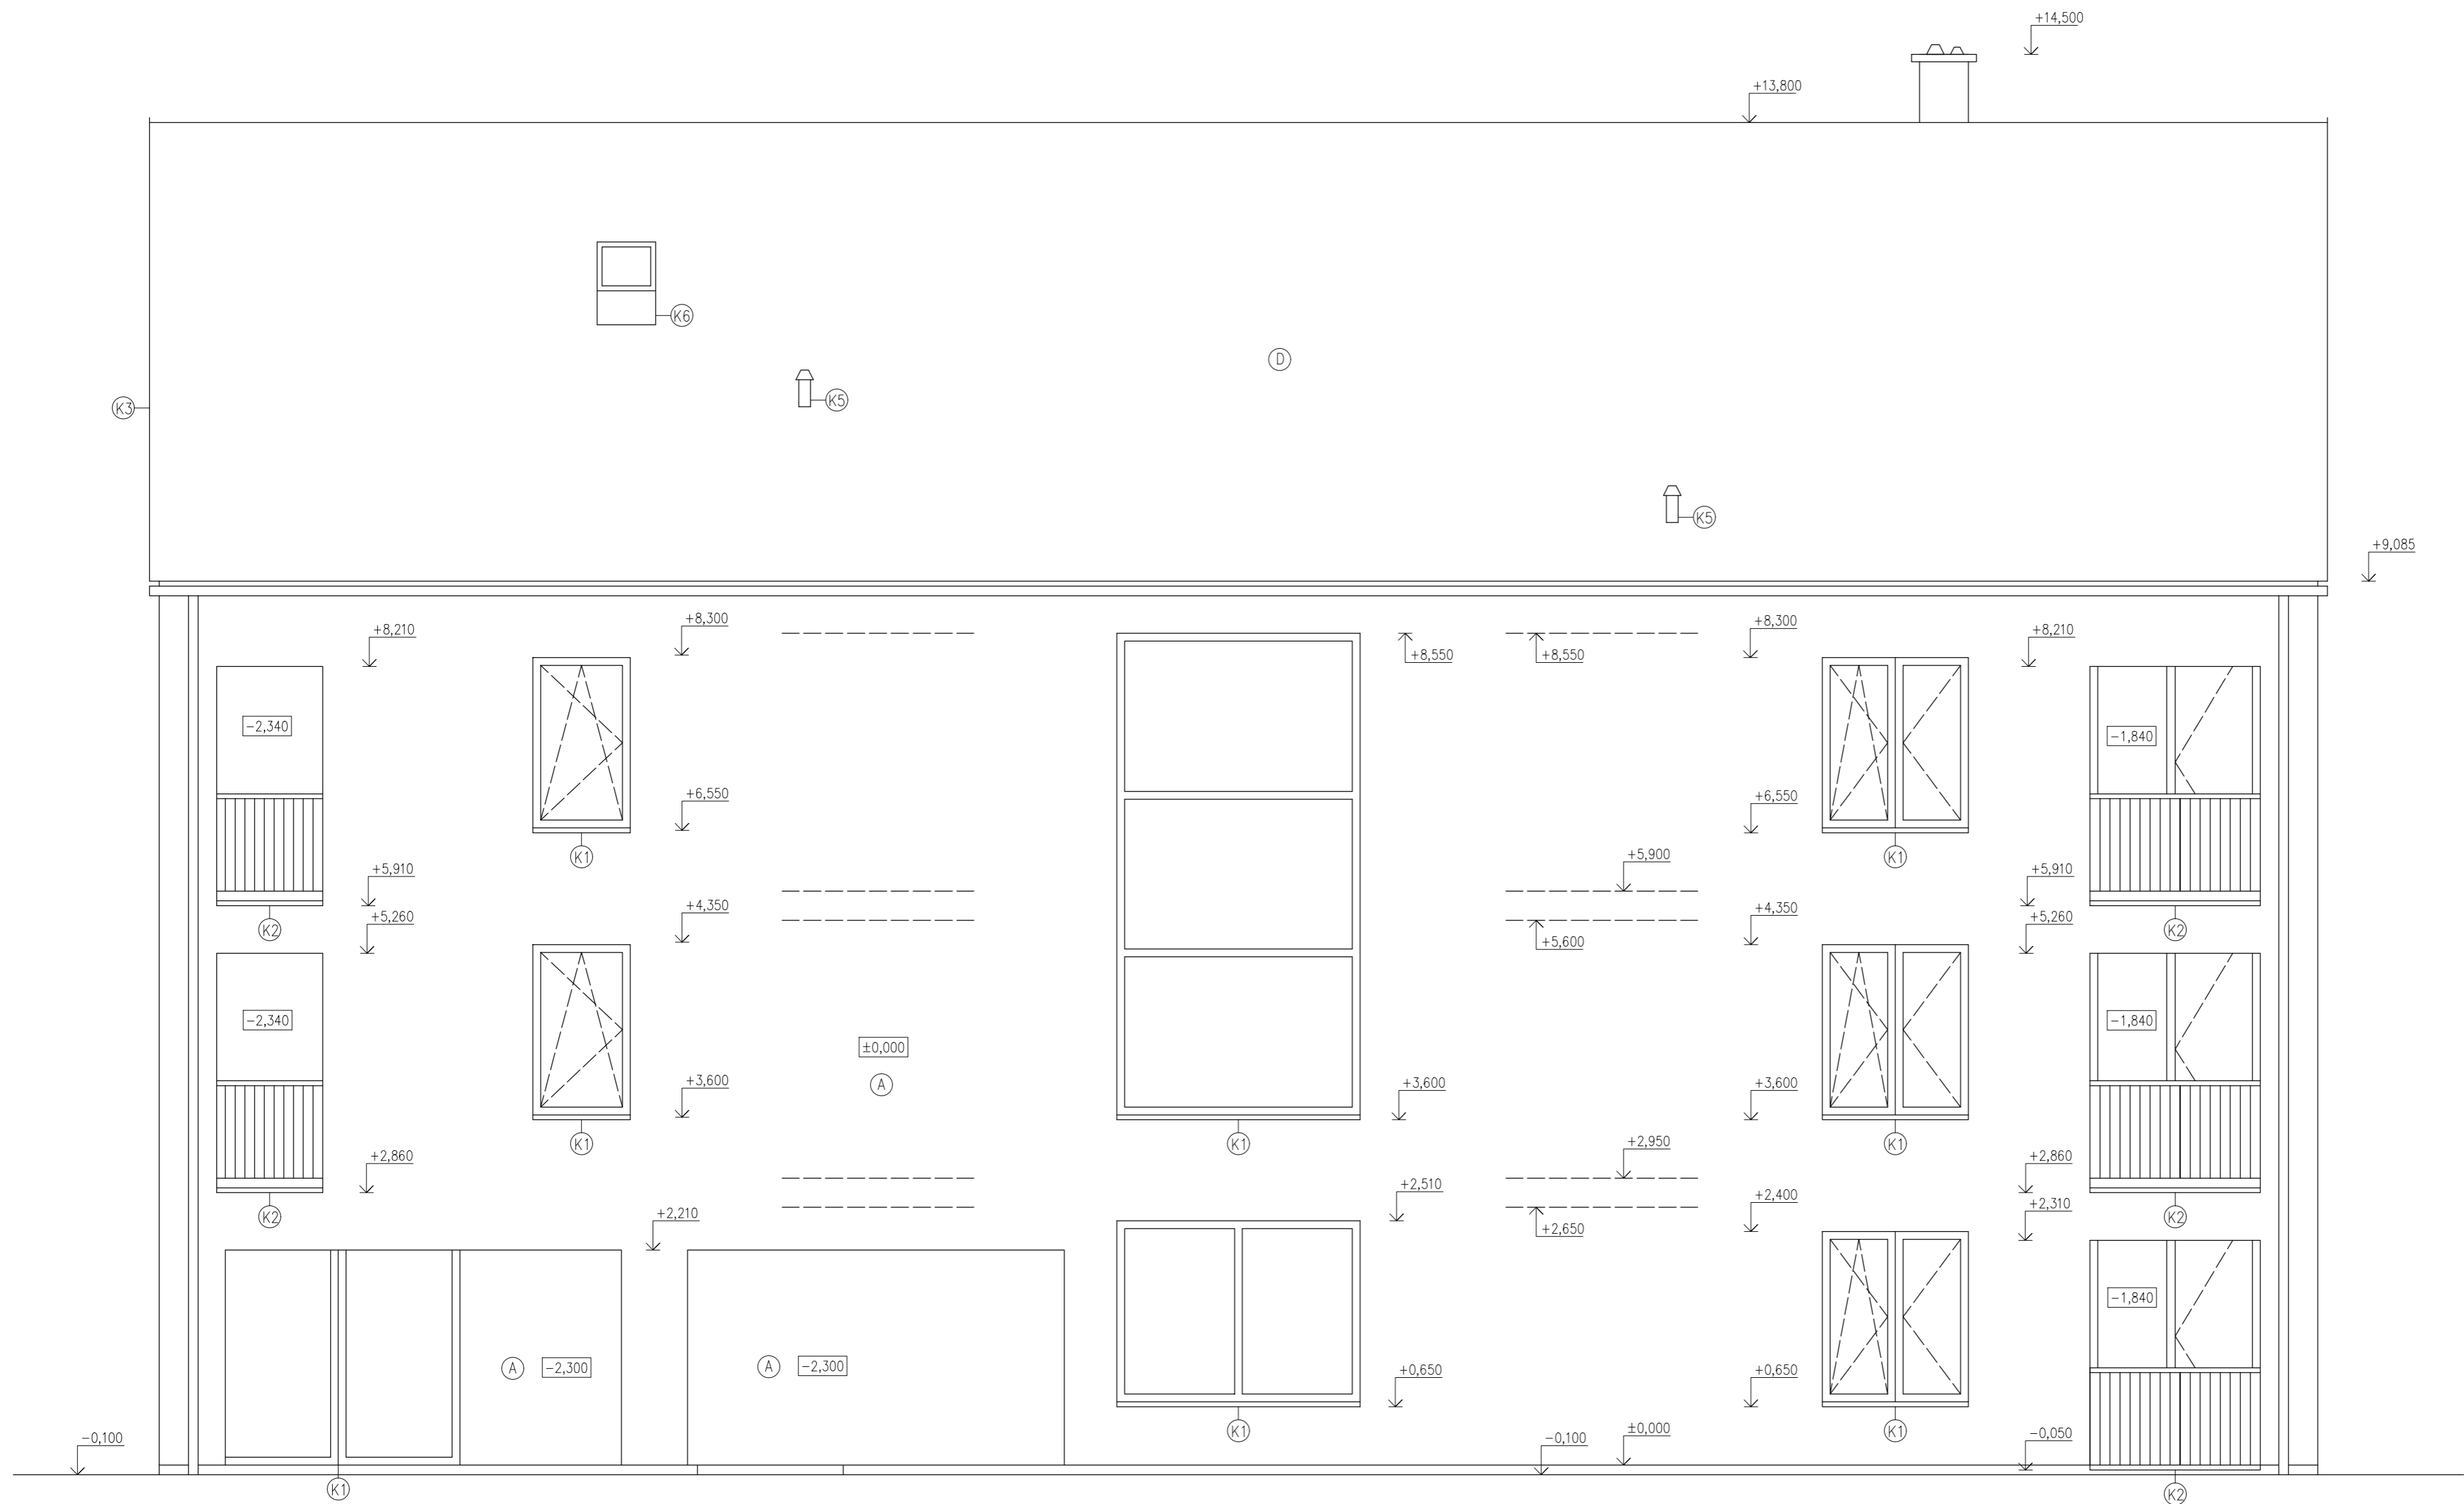 +14,500
+13,800
K6
D
K5
K3
K5
+9,085
+8,210
+8,300
+8,550
+8,550
+8,300
+8,210
-2,340
-1,840
+6,550
+6,550
K1
K1
+5,900
+5,910
+5,910
K2
K2
+5,260
+4,350
+5,600
+4,350
+5,260
-2,340
-1,840
±0,000
A
+3,600
+3,600
+3,600
K1
K1
K1
+2,950
+2,860
+2,860
K2
K2
+2,210
+2,510
+2,650
+2,400
+2,310
-1,840
A
-2,300
A
-2,300
+0,650
+0,650
K1
K1
-0,100
-0,100
±0,000
-0,050
K1
K2